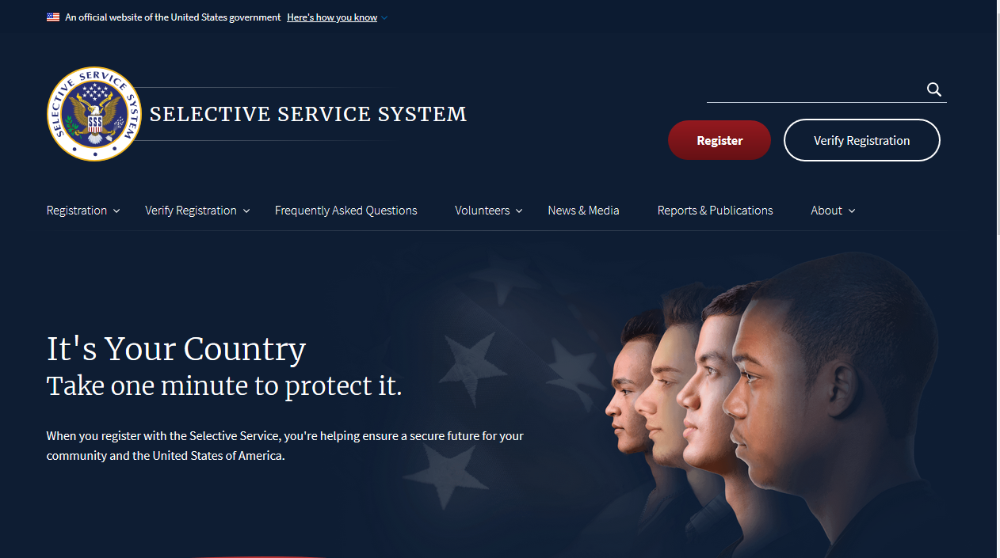 An official website of the United States government Here's how you know
SELECTIVE SERVICE SYSTEM
SSS
SELECTIVE SERVICE SYSTEM
Register
Verify Registration
Registration
Verify Registration
Frequently Asked Questions
Volunteers
News & Media
Reports & Publications
About
It's Your Country
Take one minute to protect it.
When you register with the Selective Service, you're helping ensure a secure future for your
community and the United States of America.